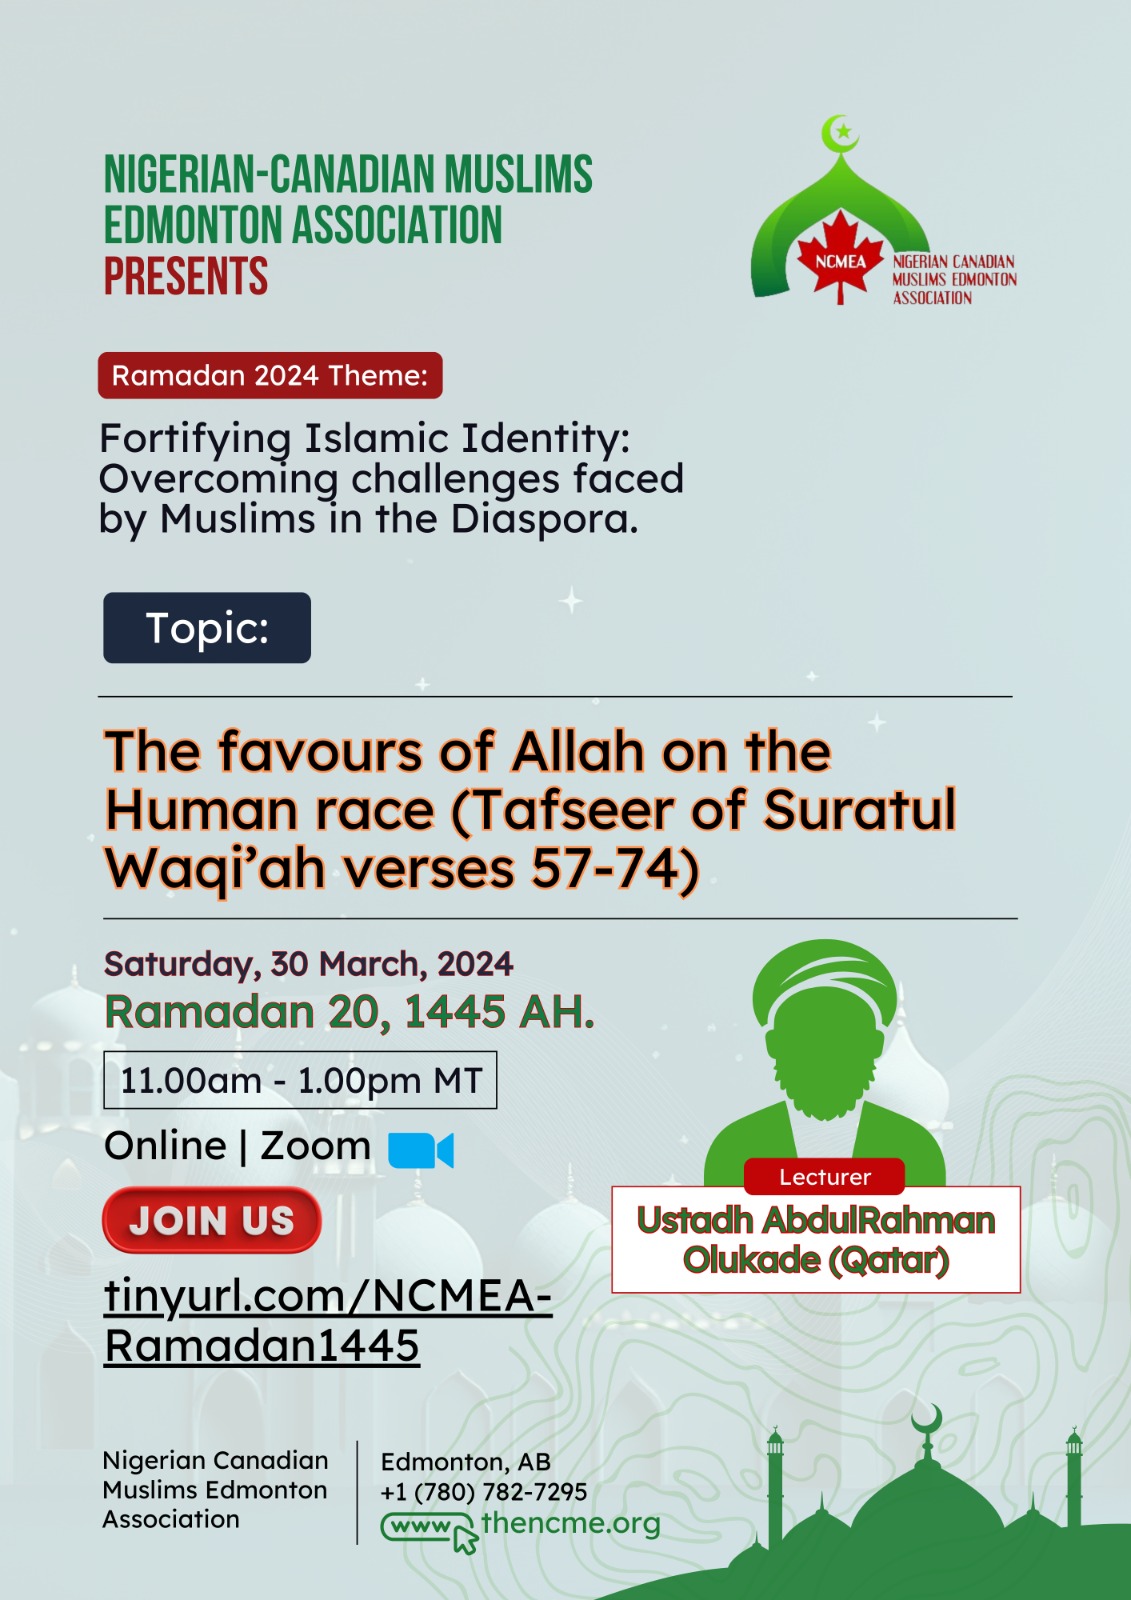 NIGERIAN-CANADIAN MUSLIMS
EDMONTON ASSOCIATION
PRESENTS
NCMEA
NIGERIAN CANADIAN
MUSLIMS EDMONTON
ASSOCIATION
Ramadan 2024 Theme:
Fortifying Islamic Identity:
Overcoming challenges faced
by Muslims in the Diaspora.
Topic:
The favours of Allah on the
Human race (Tafseer of Suratul
Waqi’ah verses 57-74)
Saturday, 30 March, 2024
Ramadan 20, 1445 AH.
11.00am - 1.00pm MT
Online | Zoom
JOIN US
tinyurl.com/NCMEA-
Ramadan1445
Lecturer
Ustadh AbdulRahman
Olukade (Qatar)
Nigerian Canadian
Muslims Edmonton
Association
Edmonton, AB
+1 (780) 782-7295
www
thencme.org